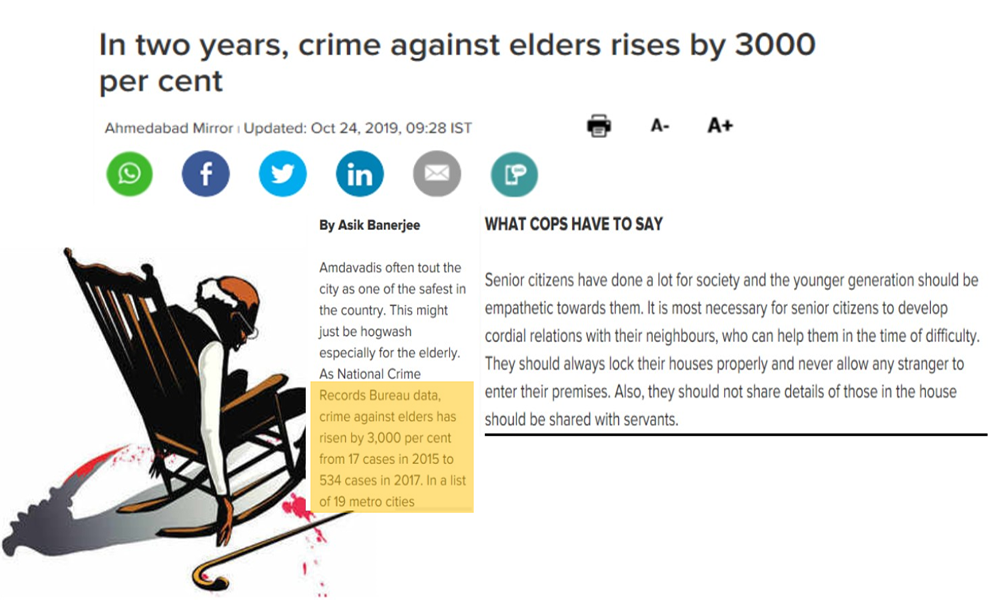 In two years, crime against elders rises by 3000
per cent
Ahmedabad Mirror | Updated: Oct 24, 2019, 09:28 IST
A-
A+
f
in
By Asik Banerjee
Amdavadis often tout the
city as one of the safest in
the country. This might
just be hogwash
especially for the elderly.
As National Crime
Records Bureau data,
crime against elders has
risen by 3,000 per cent
from 17 cases in 2015 to
534 cases in 2017. In a list
of 19 metro cities
WHAT COPS HAVE TO SAY
Senior citizens have done a lot for society and the younger generation should be
empathetic towards them. It is most necessary for senior citizens to develop
cordial relations with their neighbours, who can help them in the time of difficulty.
They should always lock their houses properly and never allow any stranger to
enter their premises. Also, they should not share details of those in the house
should be shared with servants.